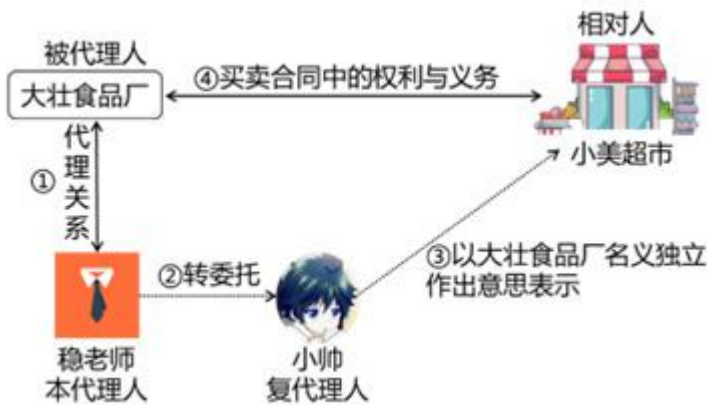 相对人
被代理人
大壮食品厂
④买卖合同中的权利与义务
小美超市
①
代理关系
②转委托
③以大壮食品厂名义独立
作出意思表示
稳老师
本代理人
小帅
复代理人